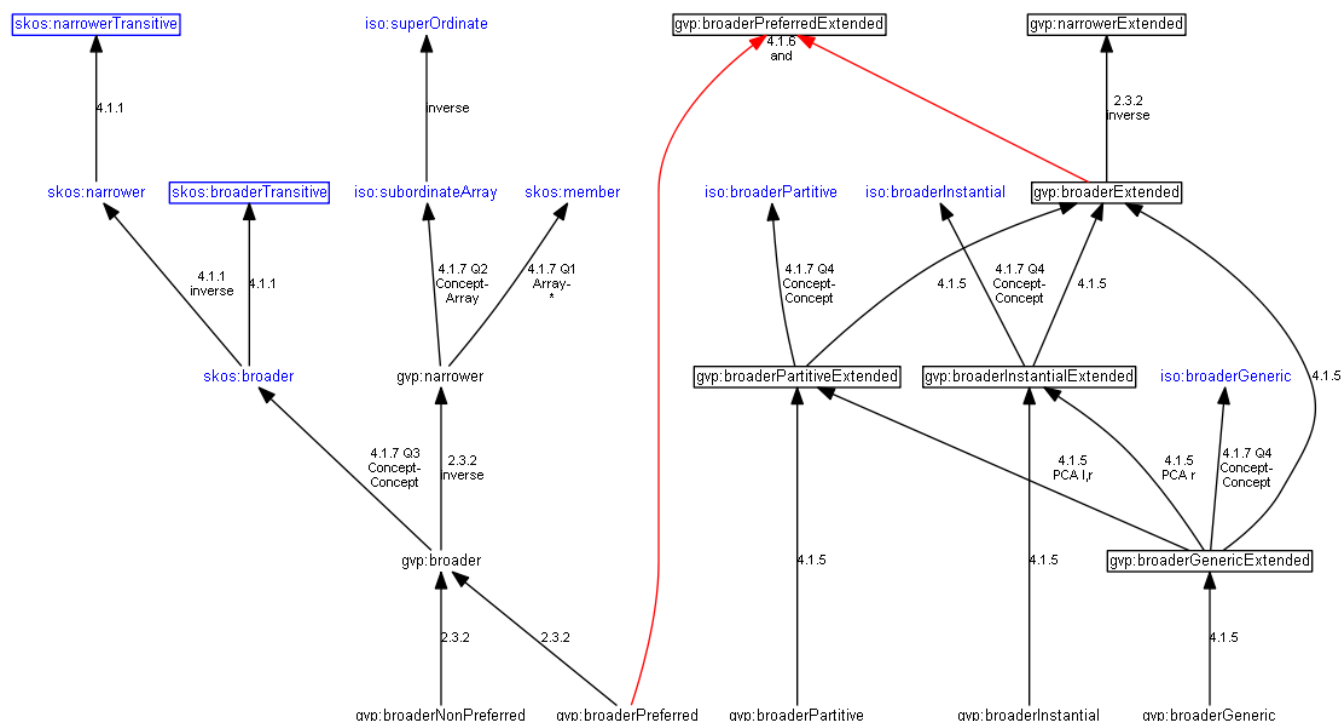 skos:narrowerTransitive
iso:superOrdinate
gvp:broaderPreferredExtended
gvp:narrowerExtended
4.1.6
and
4.1.1
inverse
2.3.2
inverse
skos:narrower
skos:broaderTransitive
iso:subordinateArray
skos:member
iso:broaderPartitive
iso:broaderInstantial
gvp:broaderExtended
4.1.1
inverse
4.1.1
4.1.7 Q2
Concept-
Array
4.1.7 Q1
Array-
*
4.1.7 Q4
Concept-
Concept
4.1.5
4.1.7 Q4
Concept-
Concept
4.1.5
skos:broader
gvp:narrower
gvp:broaderPartitiveExtended
gvp:broaderInstantialExtended
iso:broaderGeneric
4.1.5
4.1.7 Q3
Concept-
Concept
2.3.2
inverse
4.1.5
PCA l,r
4.1.5
PCA r
4.1.7 Q4
Concept-
Concept
gvp:broader
4.1.5
4.1.5
gvp:broaderGenericExtended
2.3.2
2.3.2
4.1.5
gvp:broaderNonPreferred
gvp:broaderPreferred
gvp:broaderPartitive
gvp:broaderInstantial
gvp:broaderGeneric